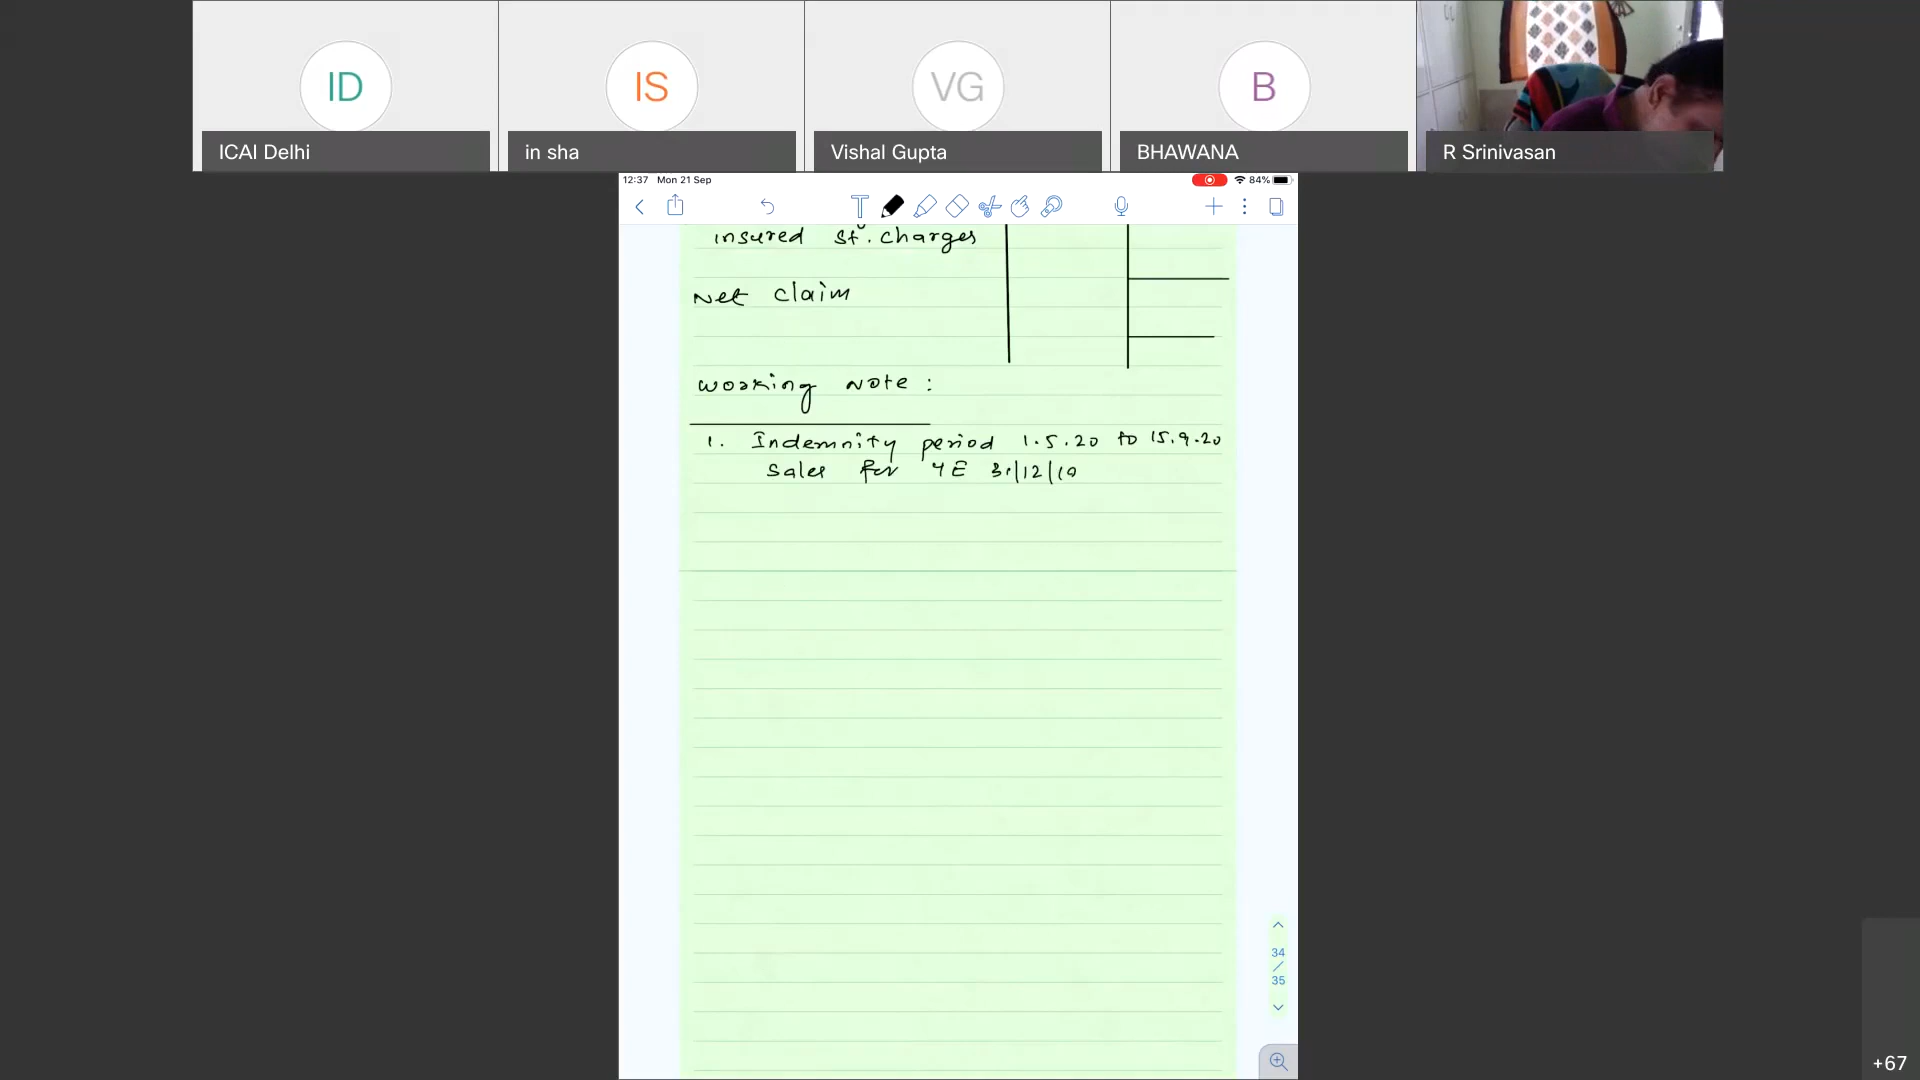 ID
IS
VG
B
ICAI Delhi
in sha
Vishal Gupta
BHAWANA
R Srinivasan
12:37 Mon 21 Sep
84%
T
insured st. charges
Net claim
Working Note :
1. Indemnity period 1.5.20 to 15.9.20
Sales for YE 31/12/19
34
/
35
+67